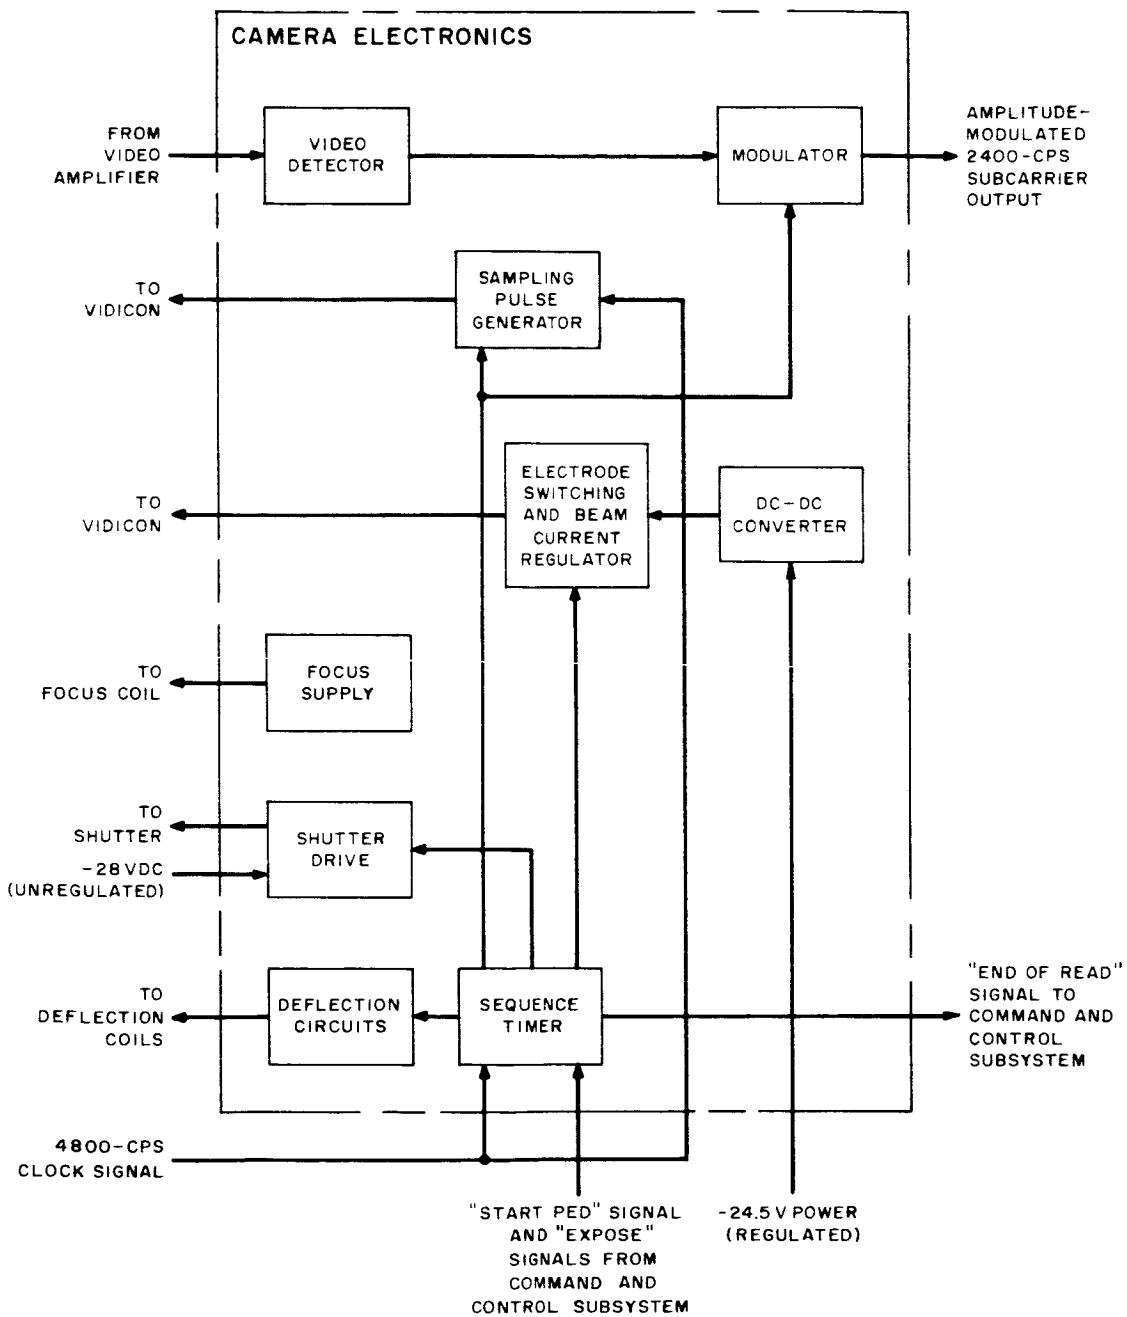 CAMERA ELECTRONICS
FROM
VIDEO
AMPLIFIER
VIDEO
DETECTOR
MODULATOR
AMPLITUDE-
MODULATED
2400-CPS
SUBCARRIER
OUTPUT
TO
VIDICON
SAMPLING
PULSE
GENERATOR
TO
VIDICON
ELECTRODE
SWITCHING
AND BEAM
CURRENT
REGULATOR
DC-DC
CONVERTER
TO
FOCUS COIL
FOCUS
SUPPLY
TO
SHUTTER
-28 VDC
(UNREGULATED)
SHUTTER
DRIVE
TO
DEFLECTION
COILS
DEFLECTION
CIRCUITS
SEQUENCE
TIMER
"END OF READ"
SIGNAL TO
COMMAND AND
CONTROL
SUBSYSTEM
4800-CPS
CLOCK SIGNAL
"START PED" SIGNAL
AND "EXPOSE"
SIGNALS FROM
COMMAND AND
CONTROL SUBSYSTEM
-24.5 V POWER
(REGULATED)